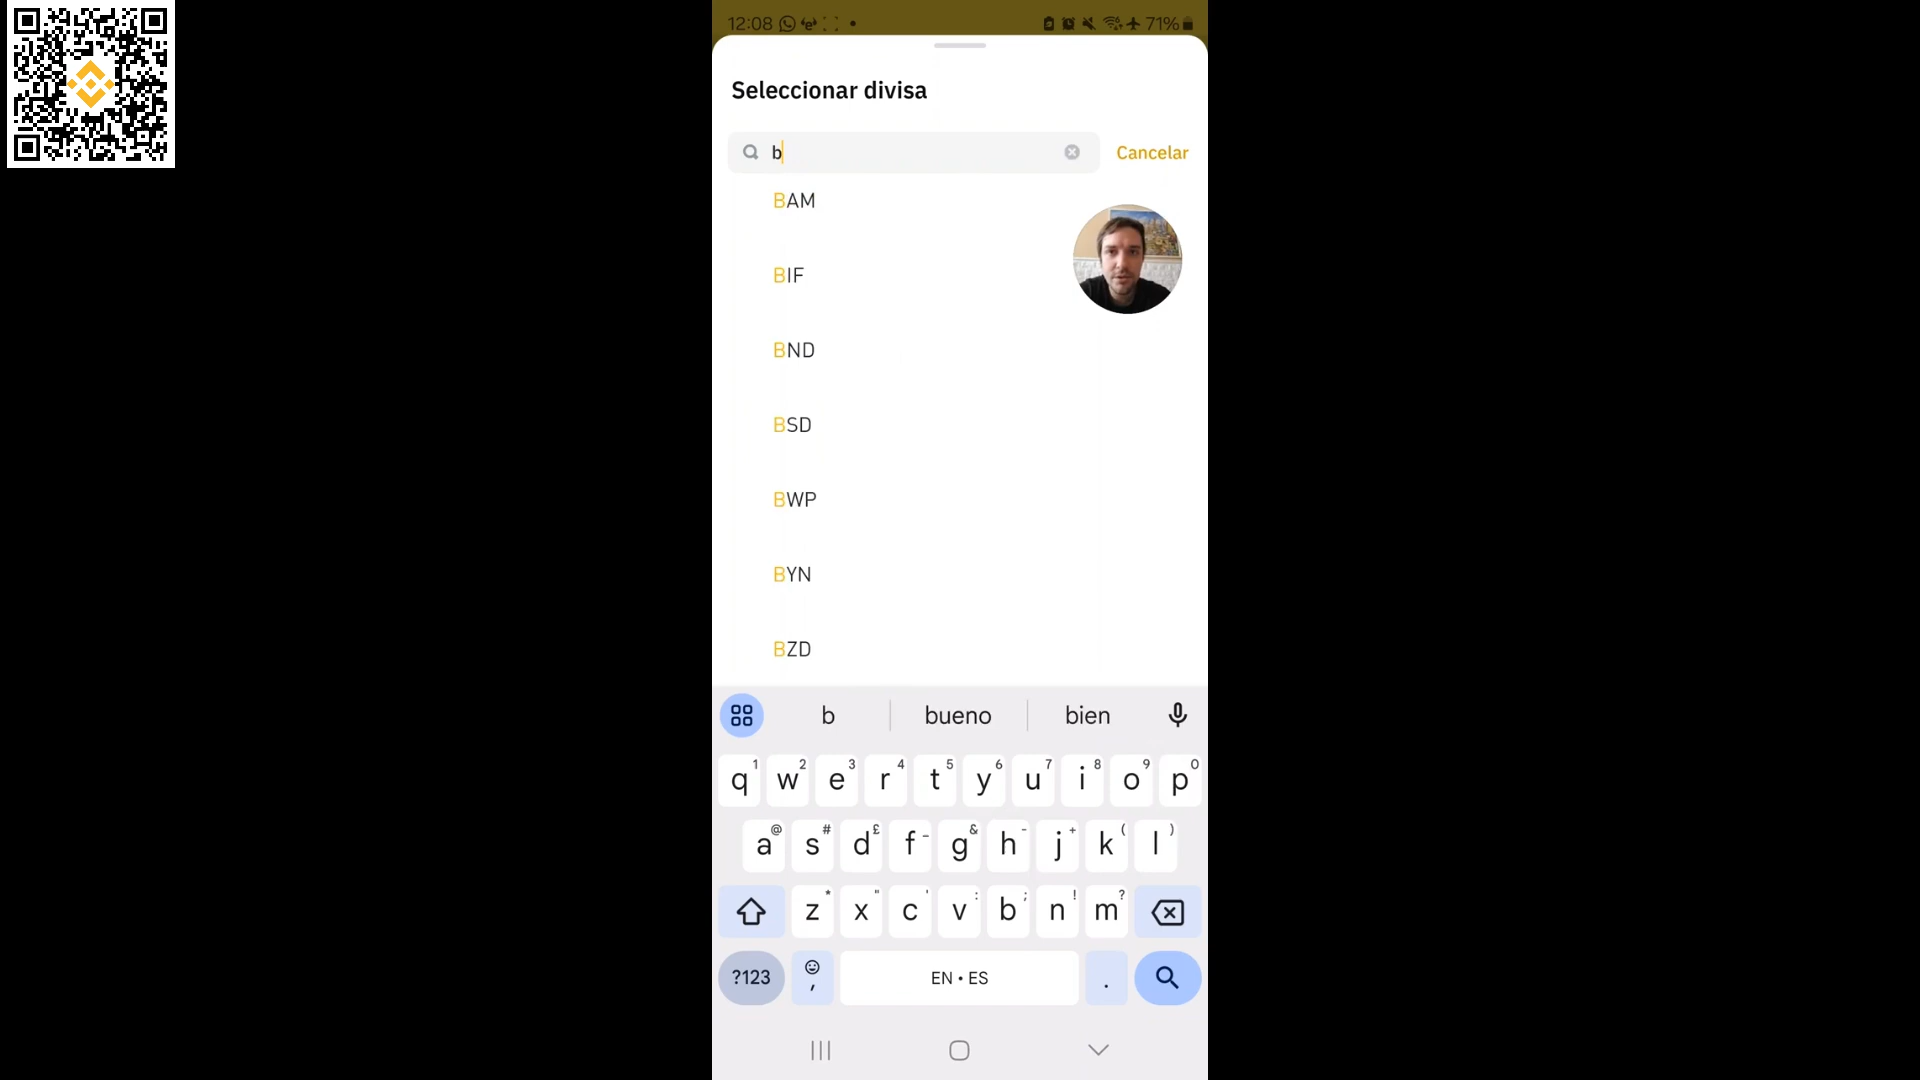 12:08
71%
Seleccionar divisa
b
Cancelar
BAM
BIF
BND
BSD
BWP
BYN
BZD
b bueno bien
q1 w2 e3 r4 t5 y6 u7 i8 o9 p0
a@ s# d£ f_ g& h- j+ k( l)
z* x" c' v: b; n! m?
?123 , EN • ES .